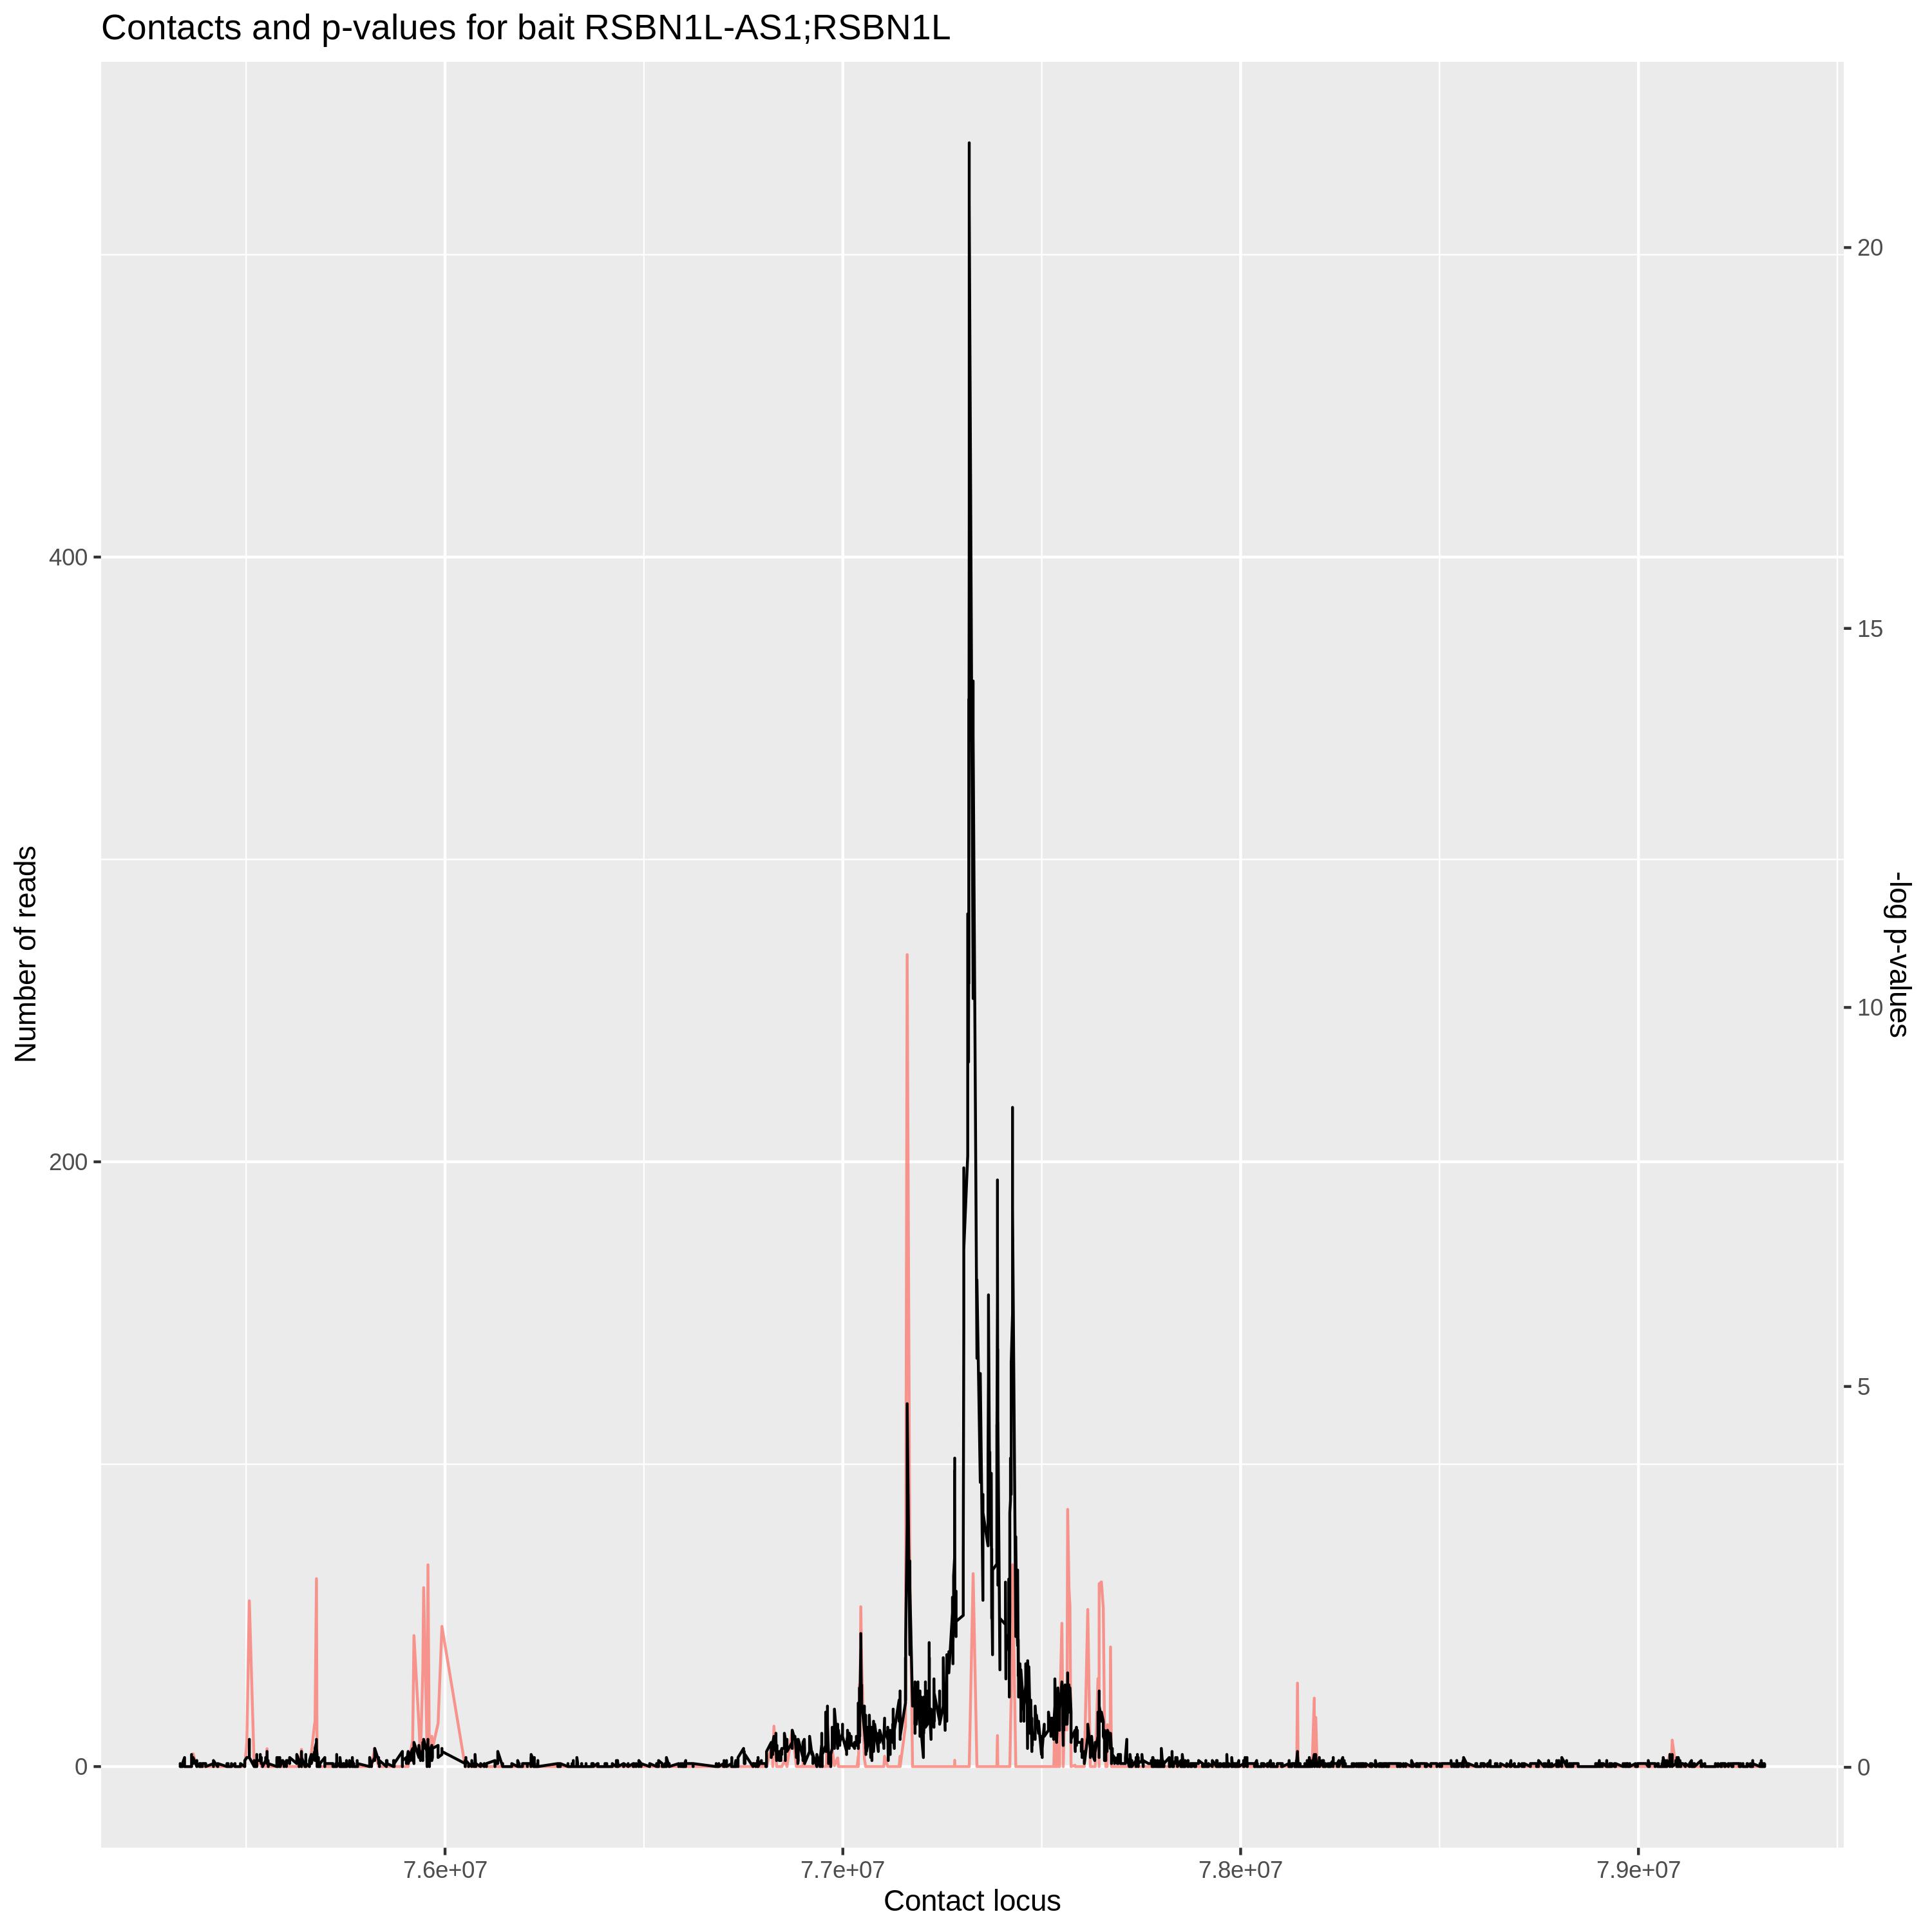 Contacts and p-values for bait RSBN1L-AS1;RSBN1L
Number of reads
400
200
0
20
15
10
5
0
-log p-values
7.6e+07
7.7e+07
7.8e+07
7.9e+07
Contact locus